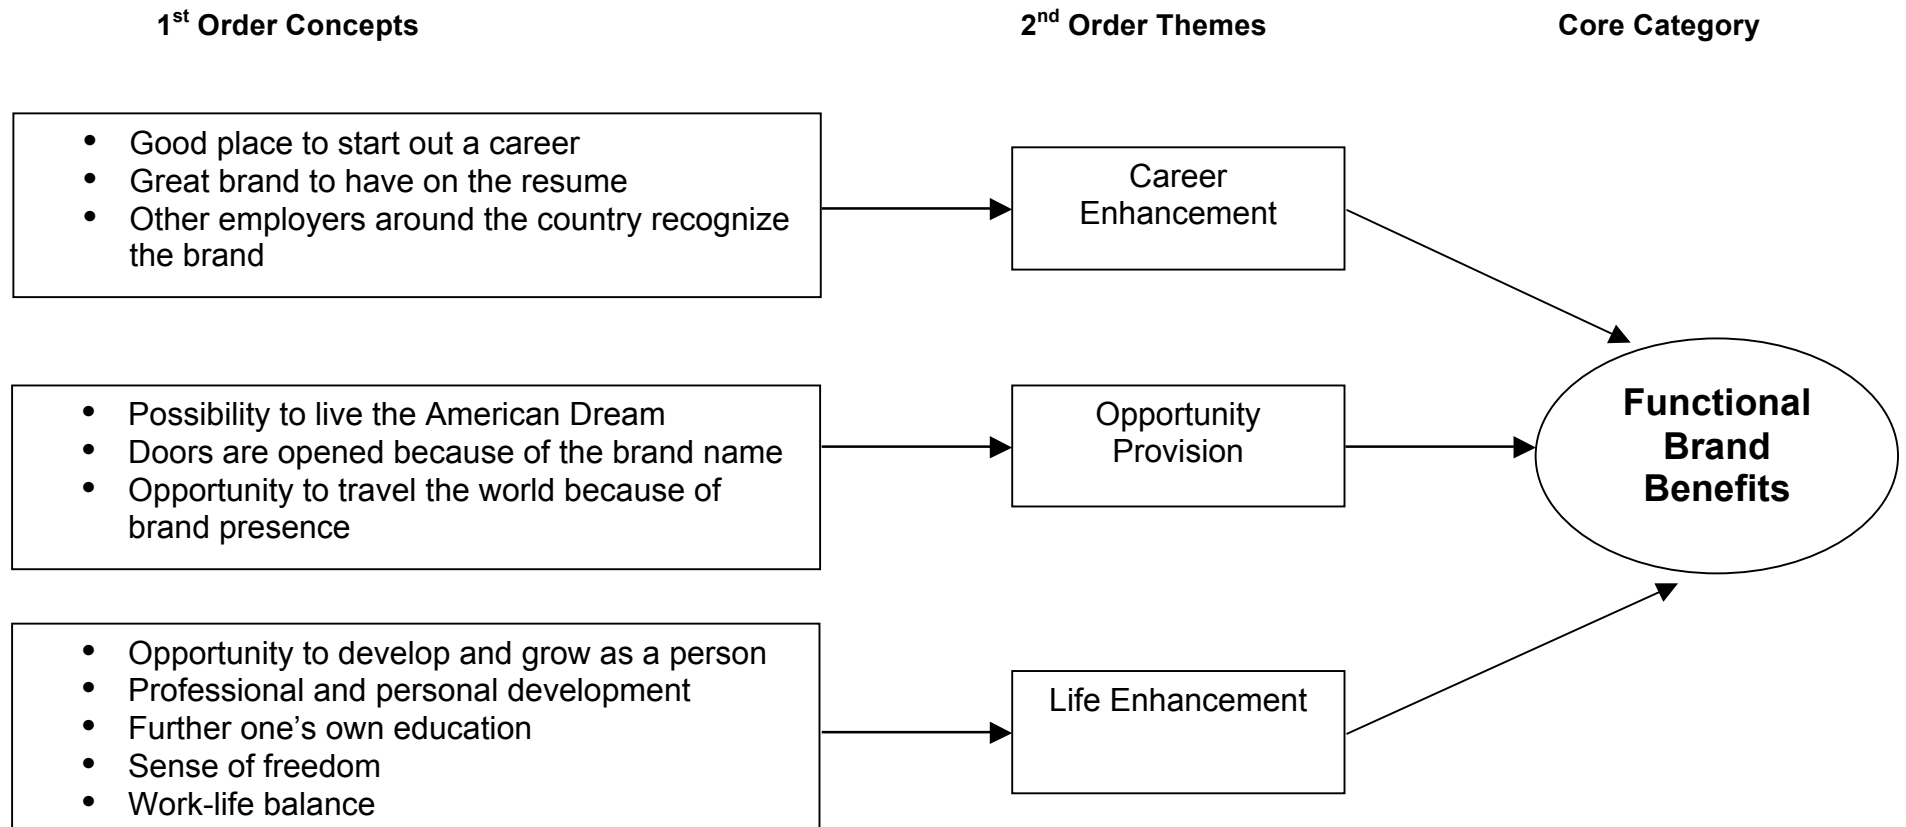 1st Order Concepts
2nd Order Themes
Core Category
• Good place to start out a career
• Great brand to have on the resume
• Other employers around the country recognize
the brand
Career
Enhancement
• Possibility to live the American Dream
• Doors are opened because of the brand name
• Opportunity to travel the world because of
brand presence
Opportunity
Provision
Functional
Brand
Benefits
• Opportunity to develop and grow as a person
• Professional and personal development
• Further one’s own education
• Sense of freedom
• Work-life balance
Life Enhancement